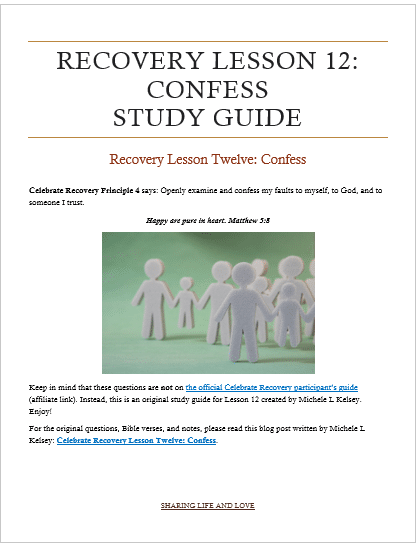 RECOVERY LESSON 12:
CONFESS
STUDY GUIDE
Recovery Lesson Twelve: Confess
Celebrate Recovery Principle 4 says: Openly examine and confess my faults to myself, to God, and to
someone I trust.
Happy are pure in heart. Matthew 5:8
Keep in mind that these questions are not on the official Celebrate Recovery participant's guide
(affiliate link). Instead, this is an original study guide for Lesson 12 created by Michele L Kelsey.
Enjoy!
For the original questions, Bible verses, and notes, please read this blog post written by Michele L
Kelsey: Celebrate Recovery Lesson Twelve: Confess.
SHARING LIFE AND LOVE